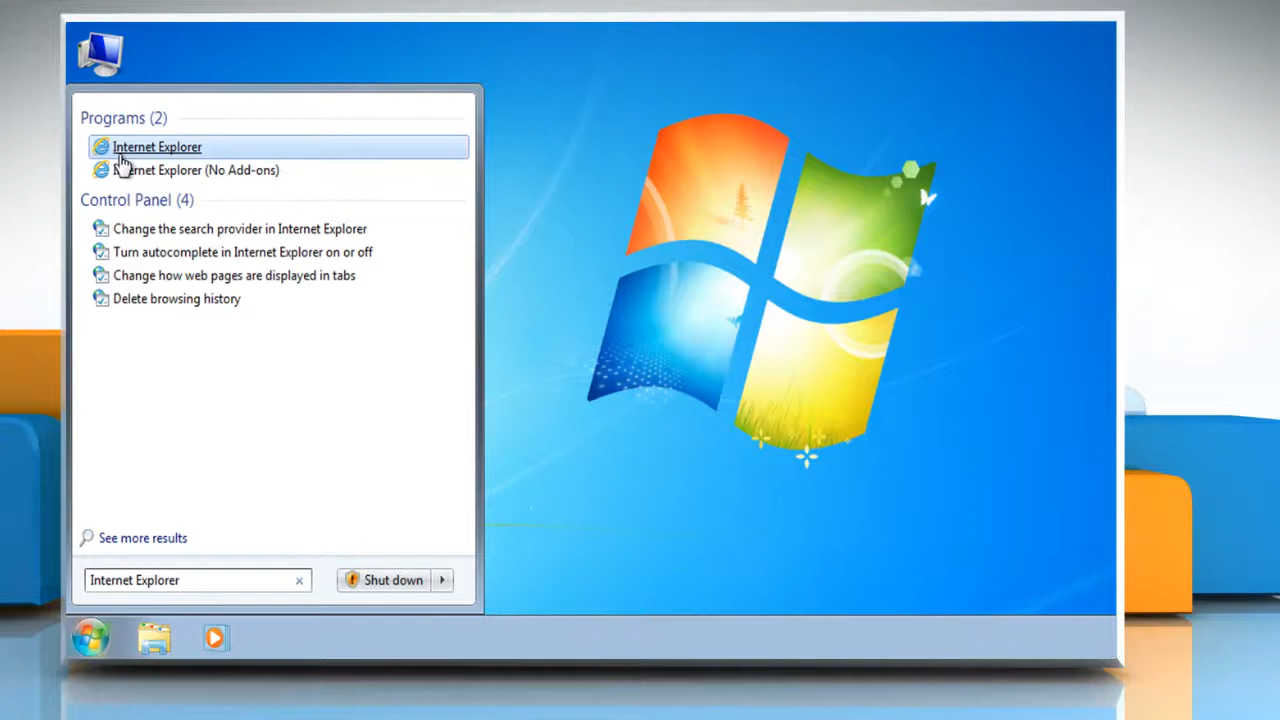 Programs (2)
Internet Explorer
Internet Explorer (No Add-ons)
Control Panel (4)
Change the search provider in Internet Explorer
Turn autocomplete in Internet Explorer on or off
Change how web pages are displayed in tabs
Delete browsing history
See more results
Internet Explorer
Shut down